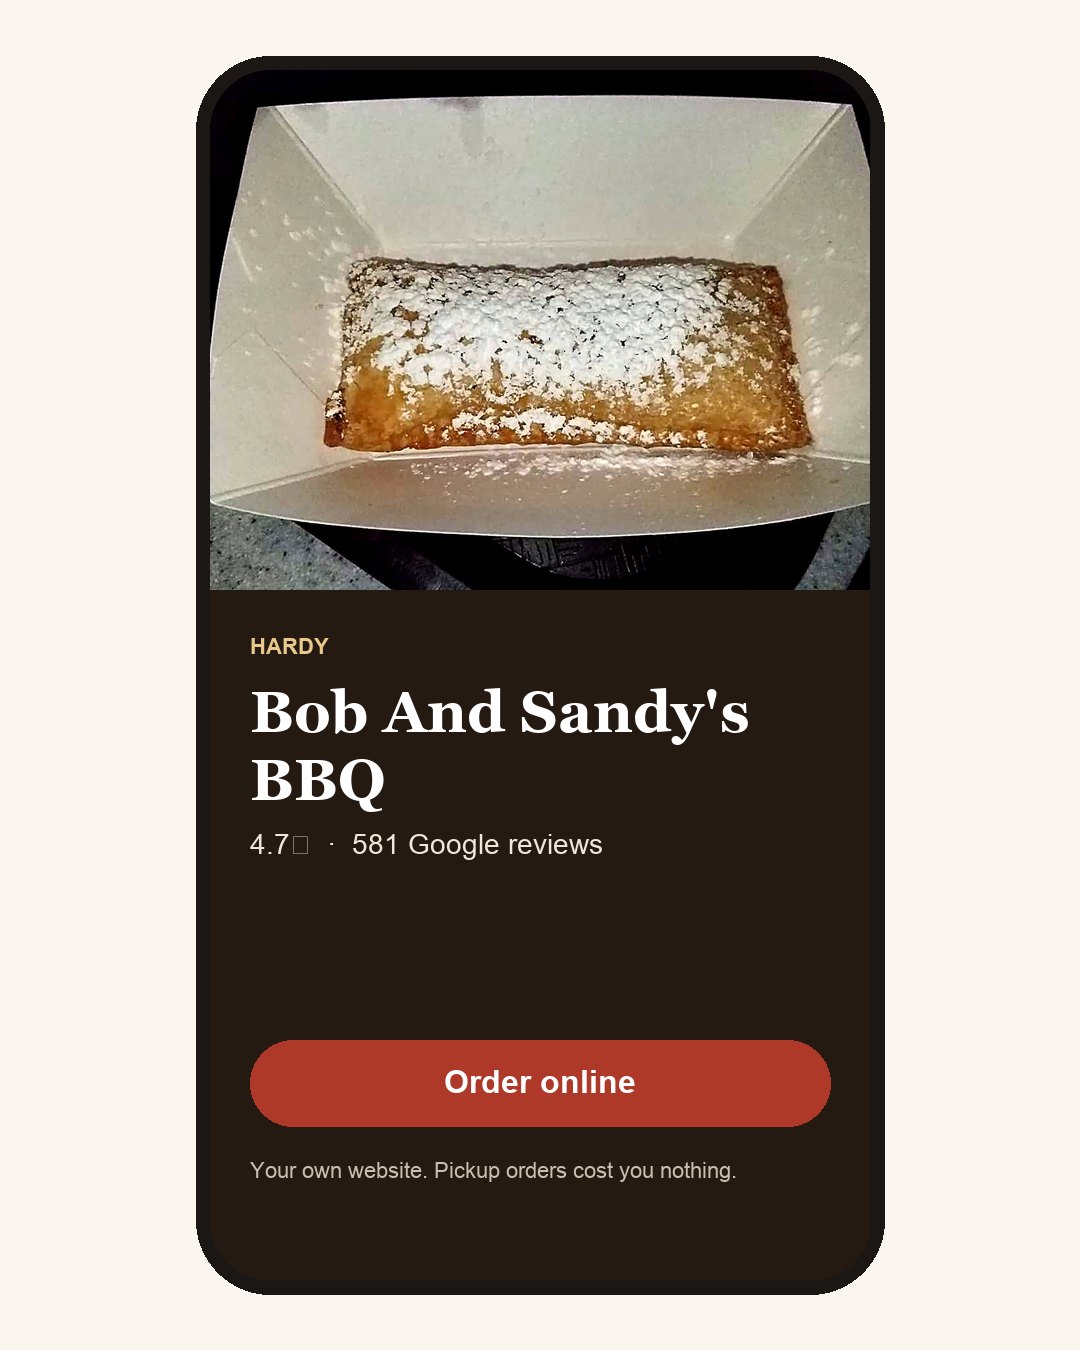 HARDY
Bob And Sandy's
BBQ
4.7□ · 581 Google reviews
Order online
Your own website. Pickup orders cost you nothing.